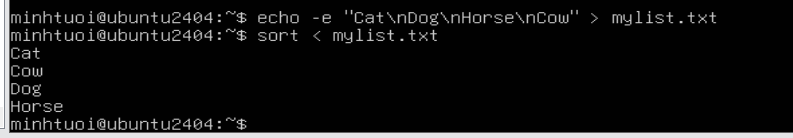 minhtuoi@ubuntu2404:~$ echo -e "Cat\nDog\nHorse\nCow" > mylist.txt
minhtuoi@ubuntu2404:~$ sort < mylist.txt
Cat
Cow
Dog
Horse
minhtuoi@ubuntu2404:~$